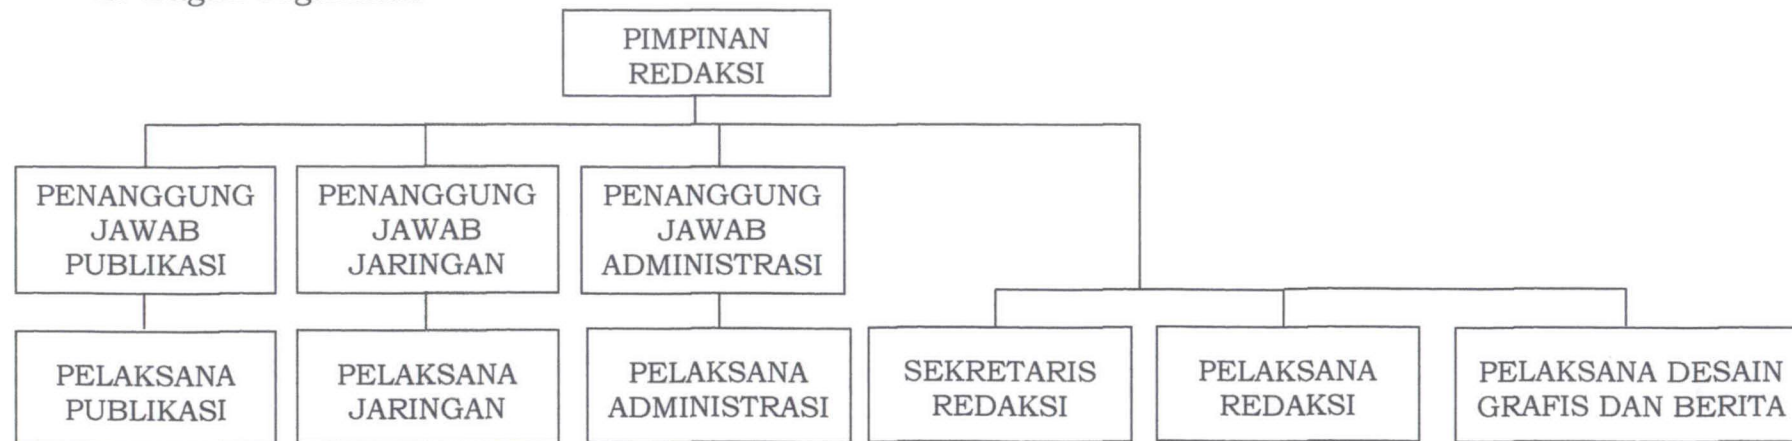 PIMPINAN
REDAKSI
PENANGGUNG
JAWAB
PUBLIKASI
PENANGGUNG
JAWAB
JARINGAN
PENANGGUNG
JAWAB
ADMINISTRASI
PELAKSANA
PUBLIKASI
PELAKSANA
JARINGAN
PELAKSANA
ADMINISTRASI
SEKRETARIS
REDAKSI
PELAKSANA
REDAKSI
PELAKSANA DESAIN
GRAFIS DAN BERITA